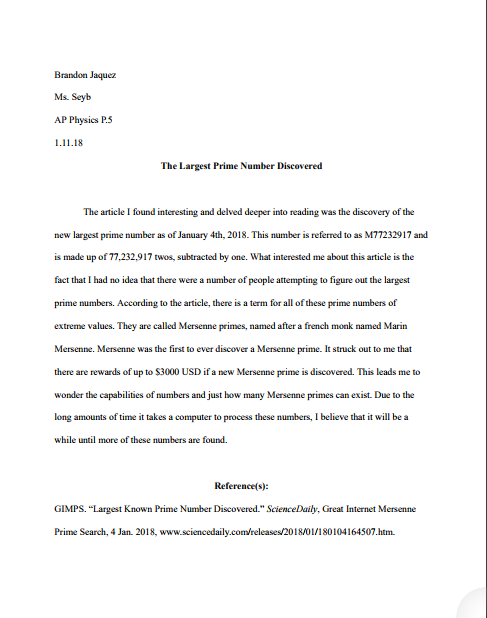 Brandon Jaquez
Ms. Seyb
AP Physics P.5
1.11.18
The Largest Prime Number Discovered
The article I found interesting and delved deeper into reading was the discovery of the
new largest prime number as of January 4th, 2018. This number is referred to as M77232917 and
is made up of 77,232,917 twos, subtracted by one. What interested me about this article is the
fact that I had no idea that there were a number of people attempting to figure out the largest
prime numbers. According to the article, there is a term for all of these prime numbers of
extreme values. They are called Mersenne primes, named after a french monk named Marin
Mersenne. Mersenne was the first to ever discover a Mersenne prime. It struck out to me that
there are rewards of up to $3000 USD if a new Mersenne prime is discovered. This leads me to
wonder the capabilities of numbers and just how many Mersenne primes can exist. Due to the
long amounts of time it takes a computer to process these numbers, I believe that it will be a
while until more of these numbers are found.
Reference(s):
GIMPS. “Largest Known Prime Number Discovered.” ScienceDaily, Great Internet Mersenne
Prime Search, 4 Jan. 2018, www.sciencedaily.com/releases/2018/01/180104164507.htm.